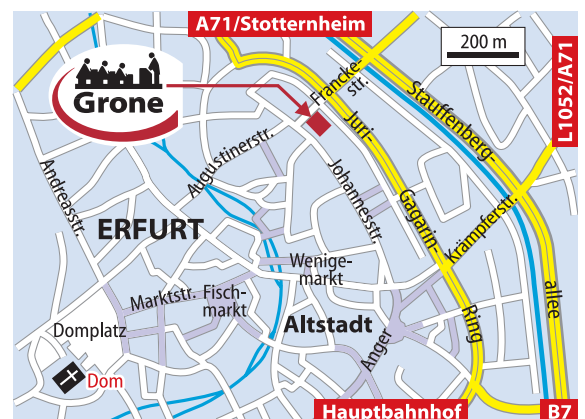 A71/Stotternheim
200 m
L1052/A71
Grone
Francke-
str.
Stauffenberg-
allee
Juri-
Gagarin-
Ring
Augustinerstr.
Johannesstr.
Andreasstr.
Krämpferstr.
ERFURT
Wenige-
markt
Marktstr.
Fisch-
markt
Altstadt
Domplatz
Anger
Dom
Hauptbahnhof
B7